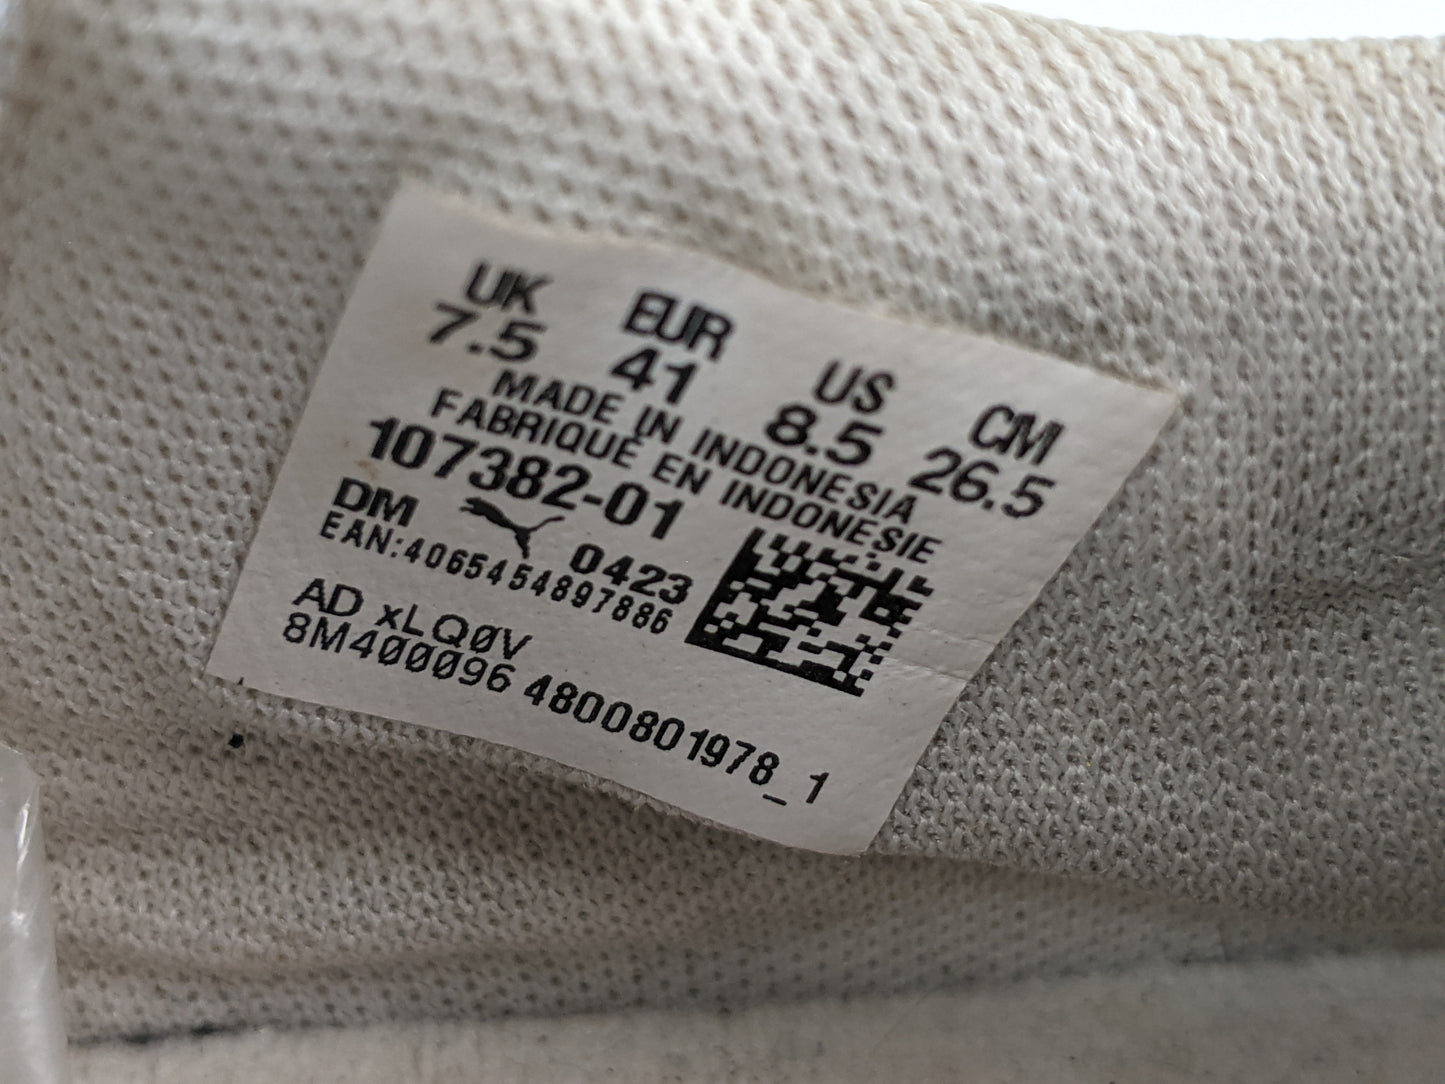 UK EUR US CM
7.5 41 8.5 26.5
MADE IN INDONESIA
FABRIQUÉ EN INDONESIE
107382-01
DM 0423
EAN:4065454897886
AD xLQ0V
8M400096 4800801978_1